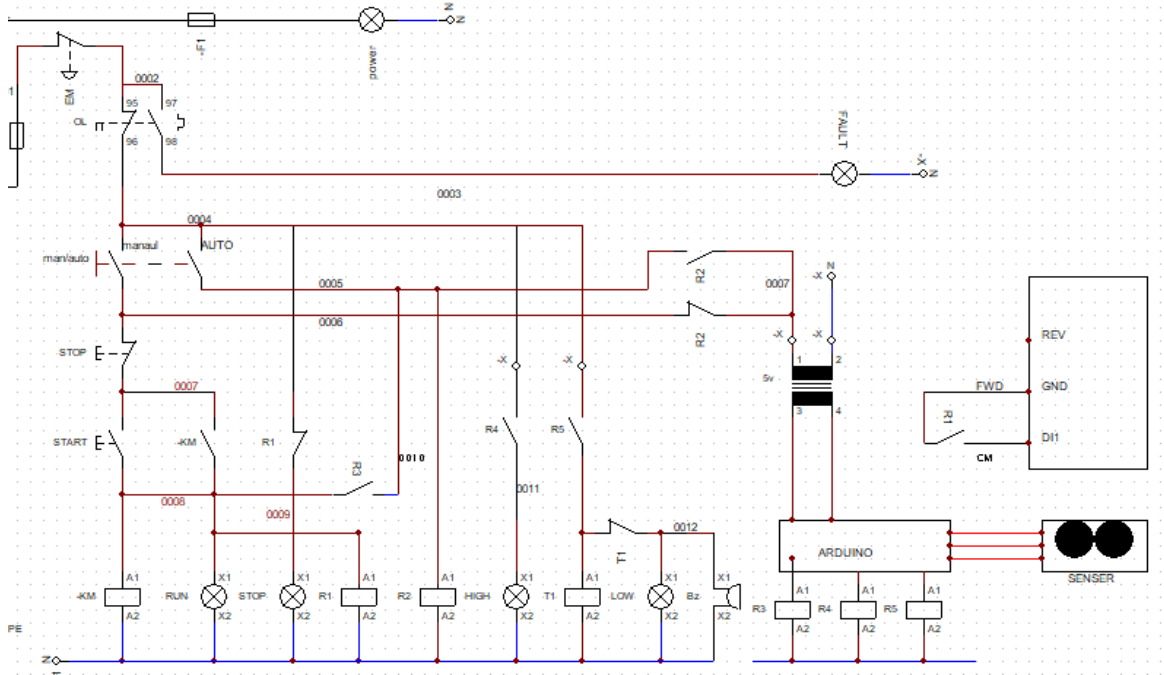 N
N
-F1
power
0002
1
EM
95
97
OL
96
98
FAULT
-X
N
0003
0004
manaul
AUTO
man/auto
R2
0007
-X
N
0005
0006
R2
-X
-X
REV
STOP
1
2
5v
-X
-X
0007
FWD
GND
3
4
R1
START
-KM
R1
R4
R5
DI1
R3
0010
CM
0011
0008
0009
0012
T1
ARDUINO
SENSER
A1
X1
X1
A1
A1
X1
A1
X1
X1
A1
A1
A1
-KM
RUN
STOP
R1
R2
HIGH
T1
LOW
Bz
R3
R4
R5
A2
X2
X2
A2
A2
X2
A2
X2
X2
A2
A2
A2
PE
N
1